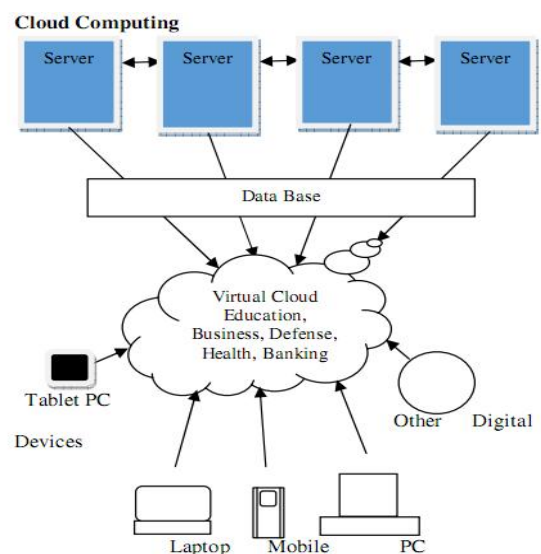 Cloud Computing
Server Server Server Server
Data Base
Virtual Cloud
Education,
Business, Defense,
Health, Banking
Tablet PC
Other Digital
Devices
Laptop Mobile PC